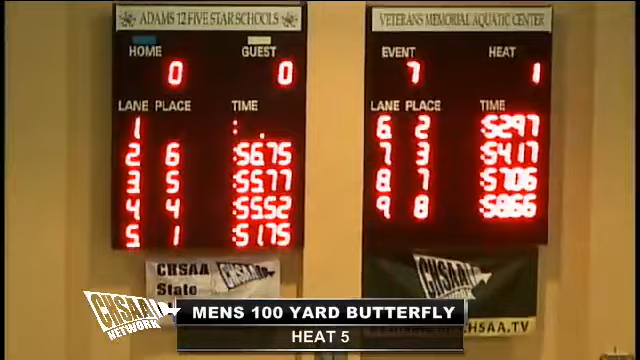 ADAMS 12 FIVE STAR SCHOOLS
HOME GUEST
0 0
LANE PLACE TIME
1 : .
2 6 :56.75
3 5 :55.77
4 4 :55.52
5 1 :51.75
VETERANS MEMORIAL AQUATIC CENTER
EVENT HEAT
7 1
LANE PLACE TIME
6 2 :52.97
7 3 :54.17
8 7 :57.06
9 8 :58.66
CHSAA
State
CHSAA
CHSAA
CHSAA.TV
CHSAA
NETWORK
MENS 100 YARD BUTTERFLY
HEAT 5